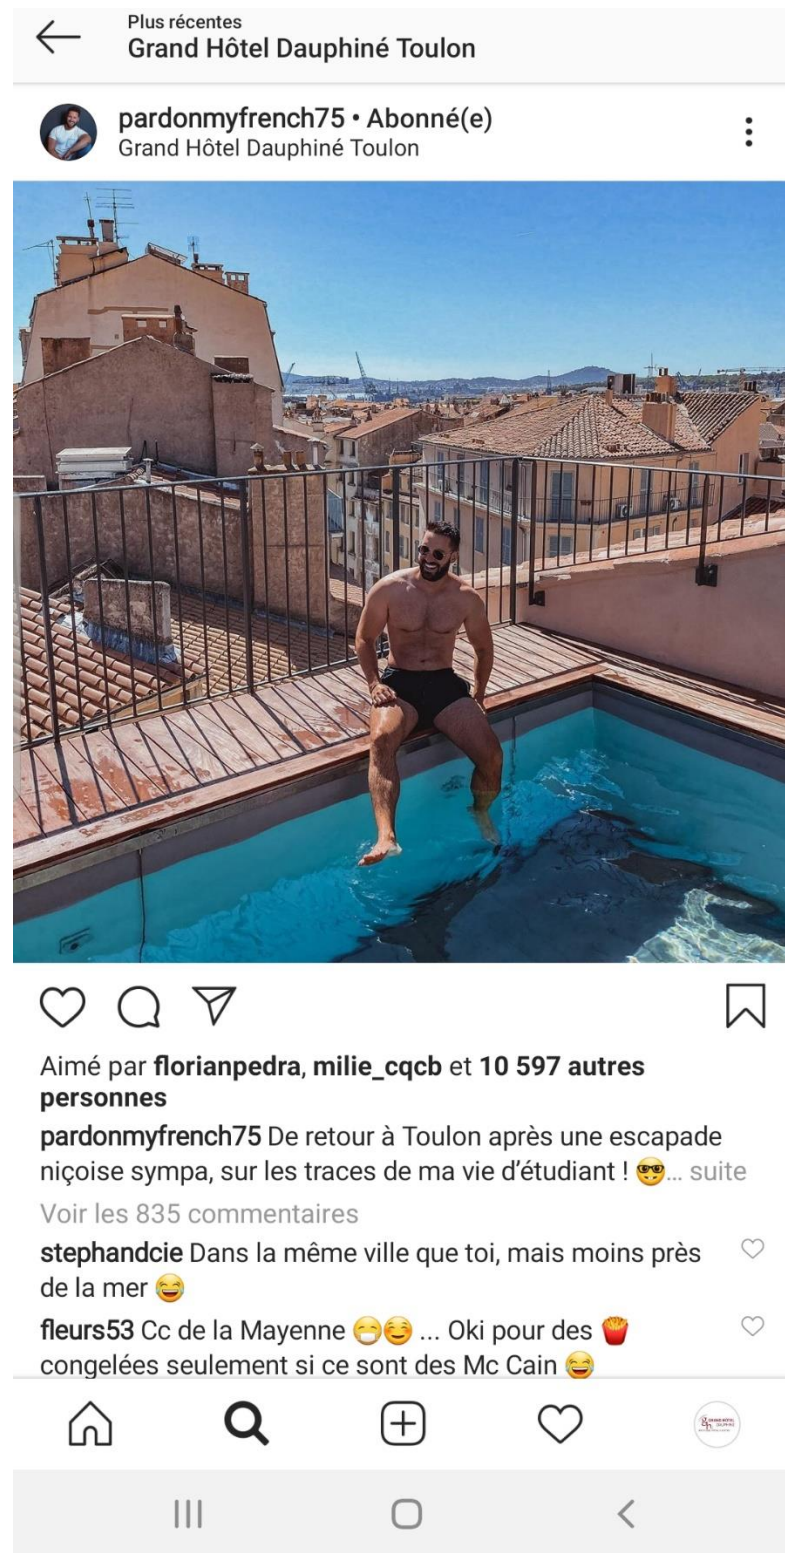 Plus récentes
Grand Hôtel Dauphiné Toulon
pardonmyfrench75 • Abonné(e)
Grand Hôtel Dauphiné Toulon
Aimé par florianpedra, milie_cqcb et 10 597 autres
personnes
pardonmyfrench75 De retour à Toulon après une escapade
niçoise sympa, sur les traces de ma vie d’étudiant ! 🤓... suite
Voir les 835 commentaires
stephandcie Dans la même ville que toi, mais moins près
de la mer 😂
fleurs53 Cc de la Mayenne 😷☺️ ... Oki pour des 🍟
congelées seulement si ce sont des Mc Cain 😂